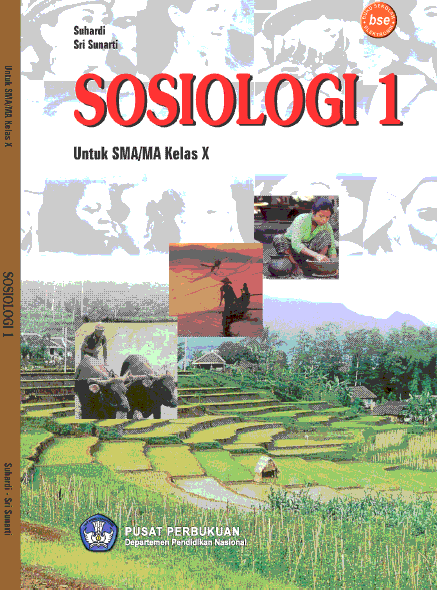 Suhardi
Sri Sunarti
bse
SOSIOLOGI 1
Untuk SMA/MA Kelas X
PUSAT PERBUKUAN
Departemen Pendidikan Nasional
Untuk SMA/MA Kelas X
SOSIOLOGI 1
Suhardi - Sri Sunarti